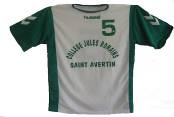 hummel
5
COLLEGE JULES ROMAINS
SAINT AVERTIN